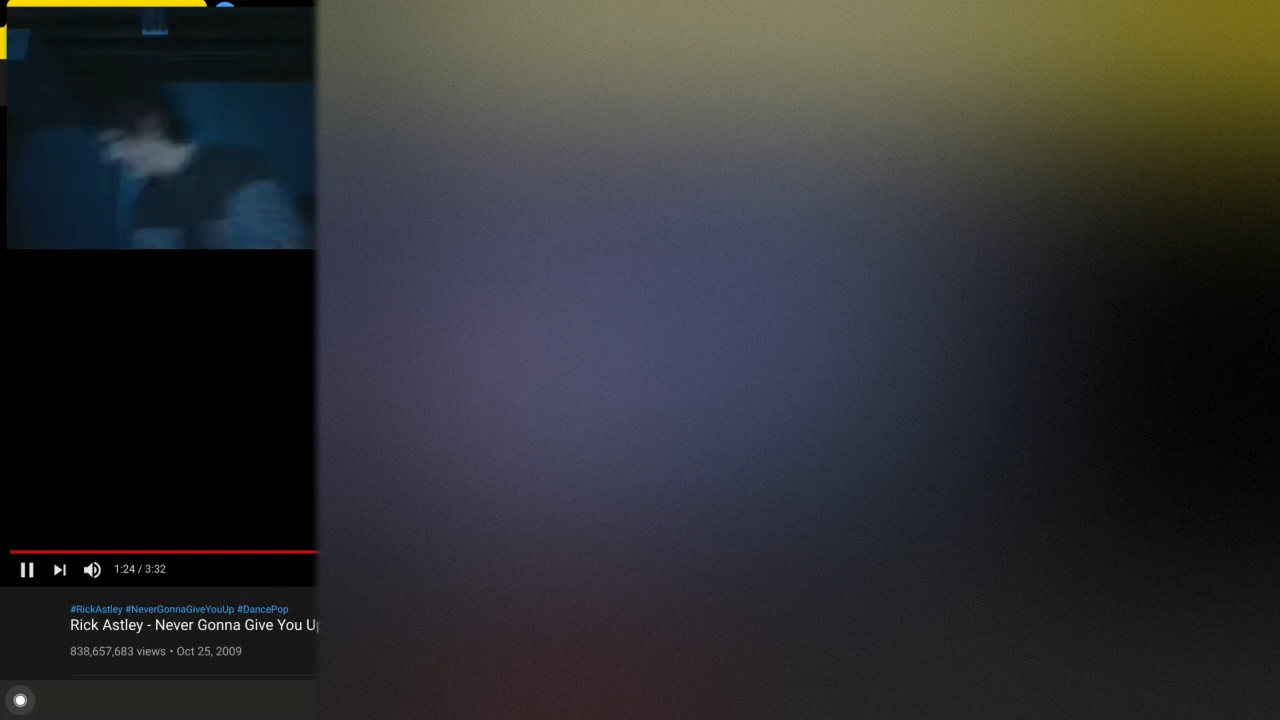 1:24 / 3:32
#RickAstley #NeverGonnaGiveYouUp #DancePop
Rick Astley - Never Gonna Give You Up
838,657,683 views • Oct 25, 2009